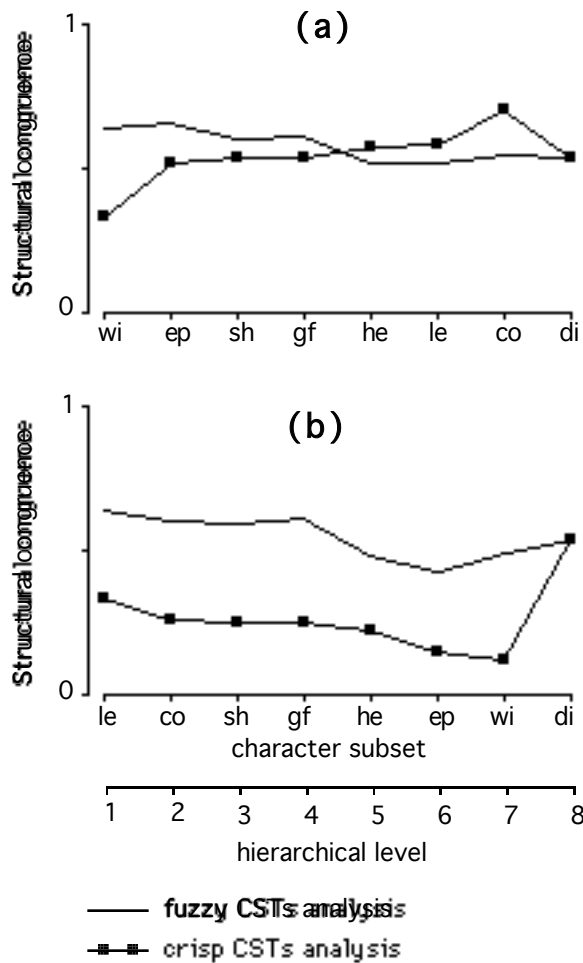 (a)
1
Structural congruence
0
wi ep sh gf he le co di
(b)
1
Structural congruence
0
le co sh gf he ep wi di
character subset
1 2 3 4 5 6 7 8
hierarchical level
fuzzy CSTs analysis
crisp CSTs analysis